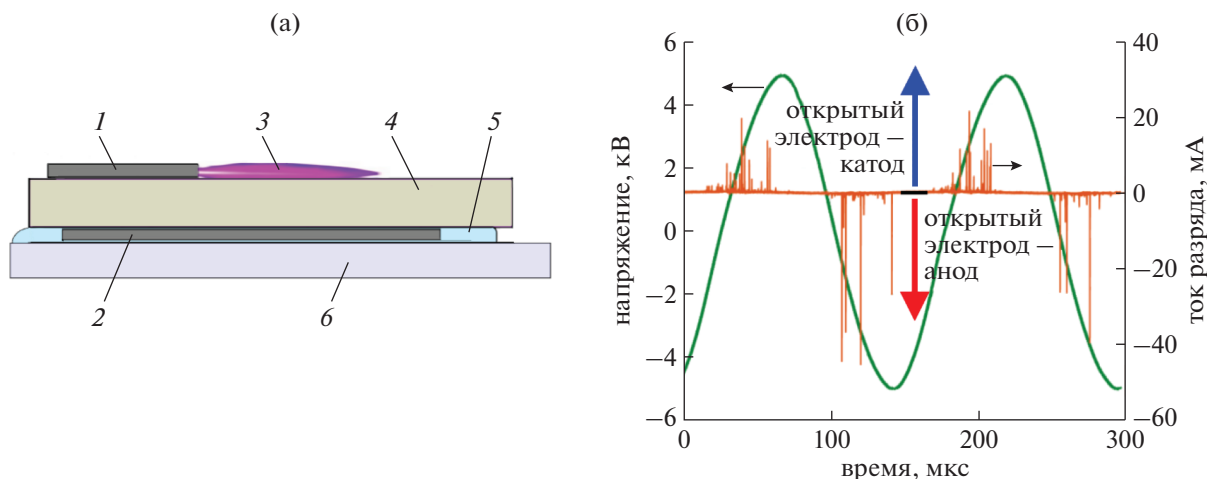 (а)
1
3
4
5
2
6
(б)
6
4
2
0
−2
−4
−6
напряжение, кВ
40
20
0
−20
−40
−60
ток разряда, мА
открытый
электрод –
катод
открытый
электрод –
анод
0
100
200
300
время, мкс